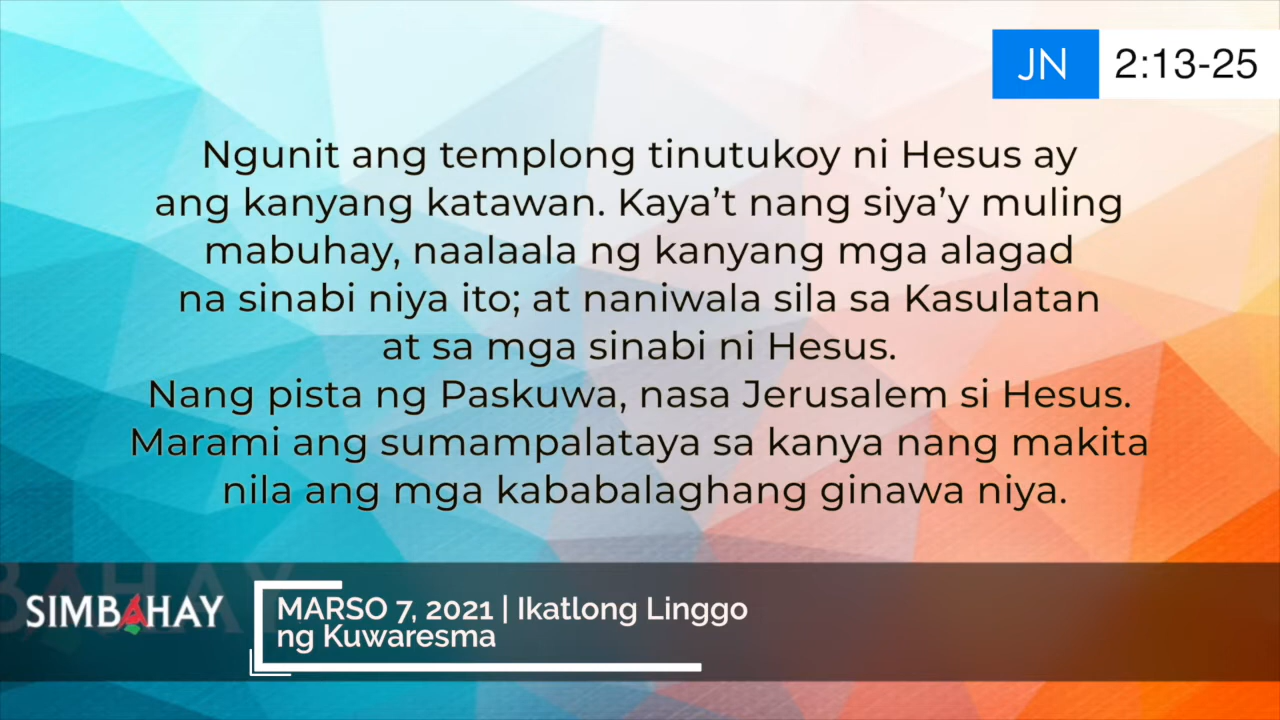 JN 2:13-25
Ngunit ang templong tinutukoy ni Hesus ay
ang kanyang katawan. Kaya’t nang siya’y muling
mabuhay, naalaala ng kanyang mga alagad
na sinabi niya ito; at naniwala sila sa Kasulatan
at sa mga sinabi ni Hesus.
Nang pista ng Paskuwa, nasa Jerusalem si Hesus.
Marami ang sumampalataya sa kanya nang makita
nila ang mga kababalaghang ginawa niya.
SIMBAHAY
MARSO 7, 2021 | Ikatlong Linggo
ng Kuwaresma